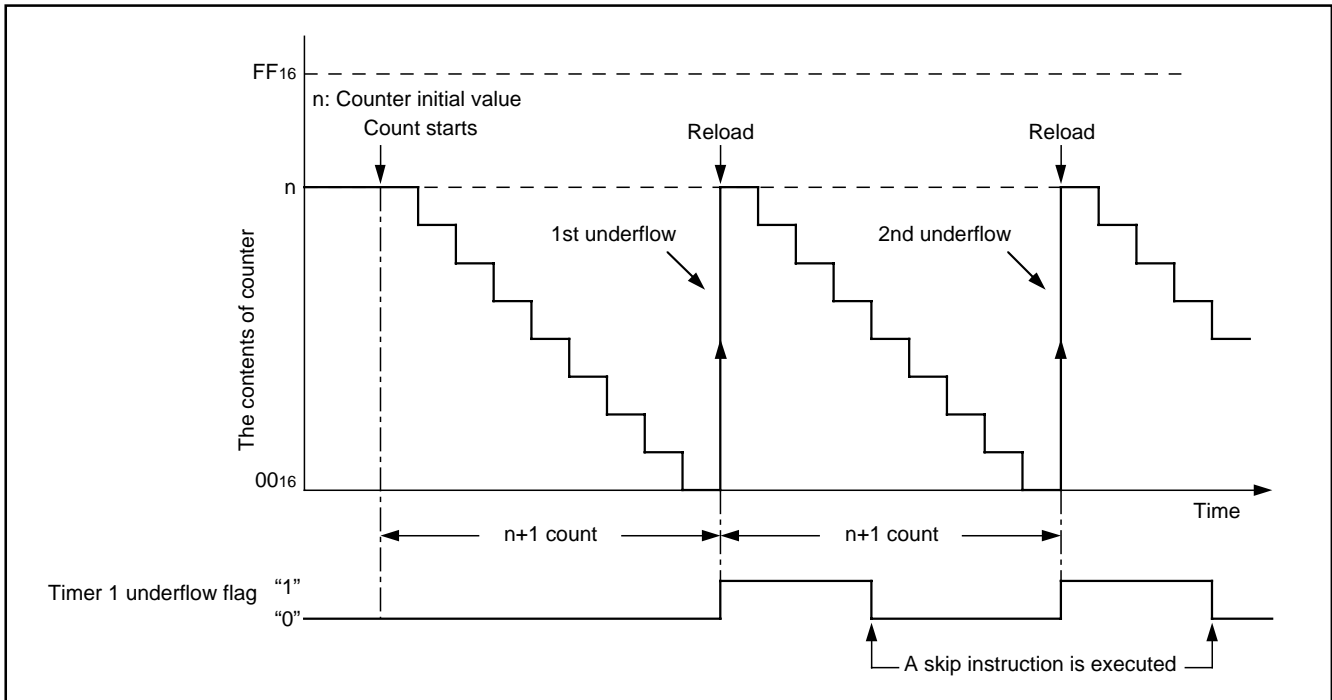 FF16
n: Counter initial value
Count starts
Reload
Reload
n
1st underflow
2nd underflow
The contents of counter
0016
Time
n+1 count
n+1 count
Timer 1 underflow flag
“1”
“0”
A skip instruction is executed